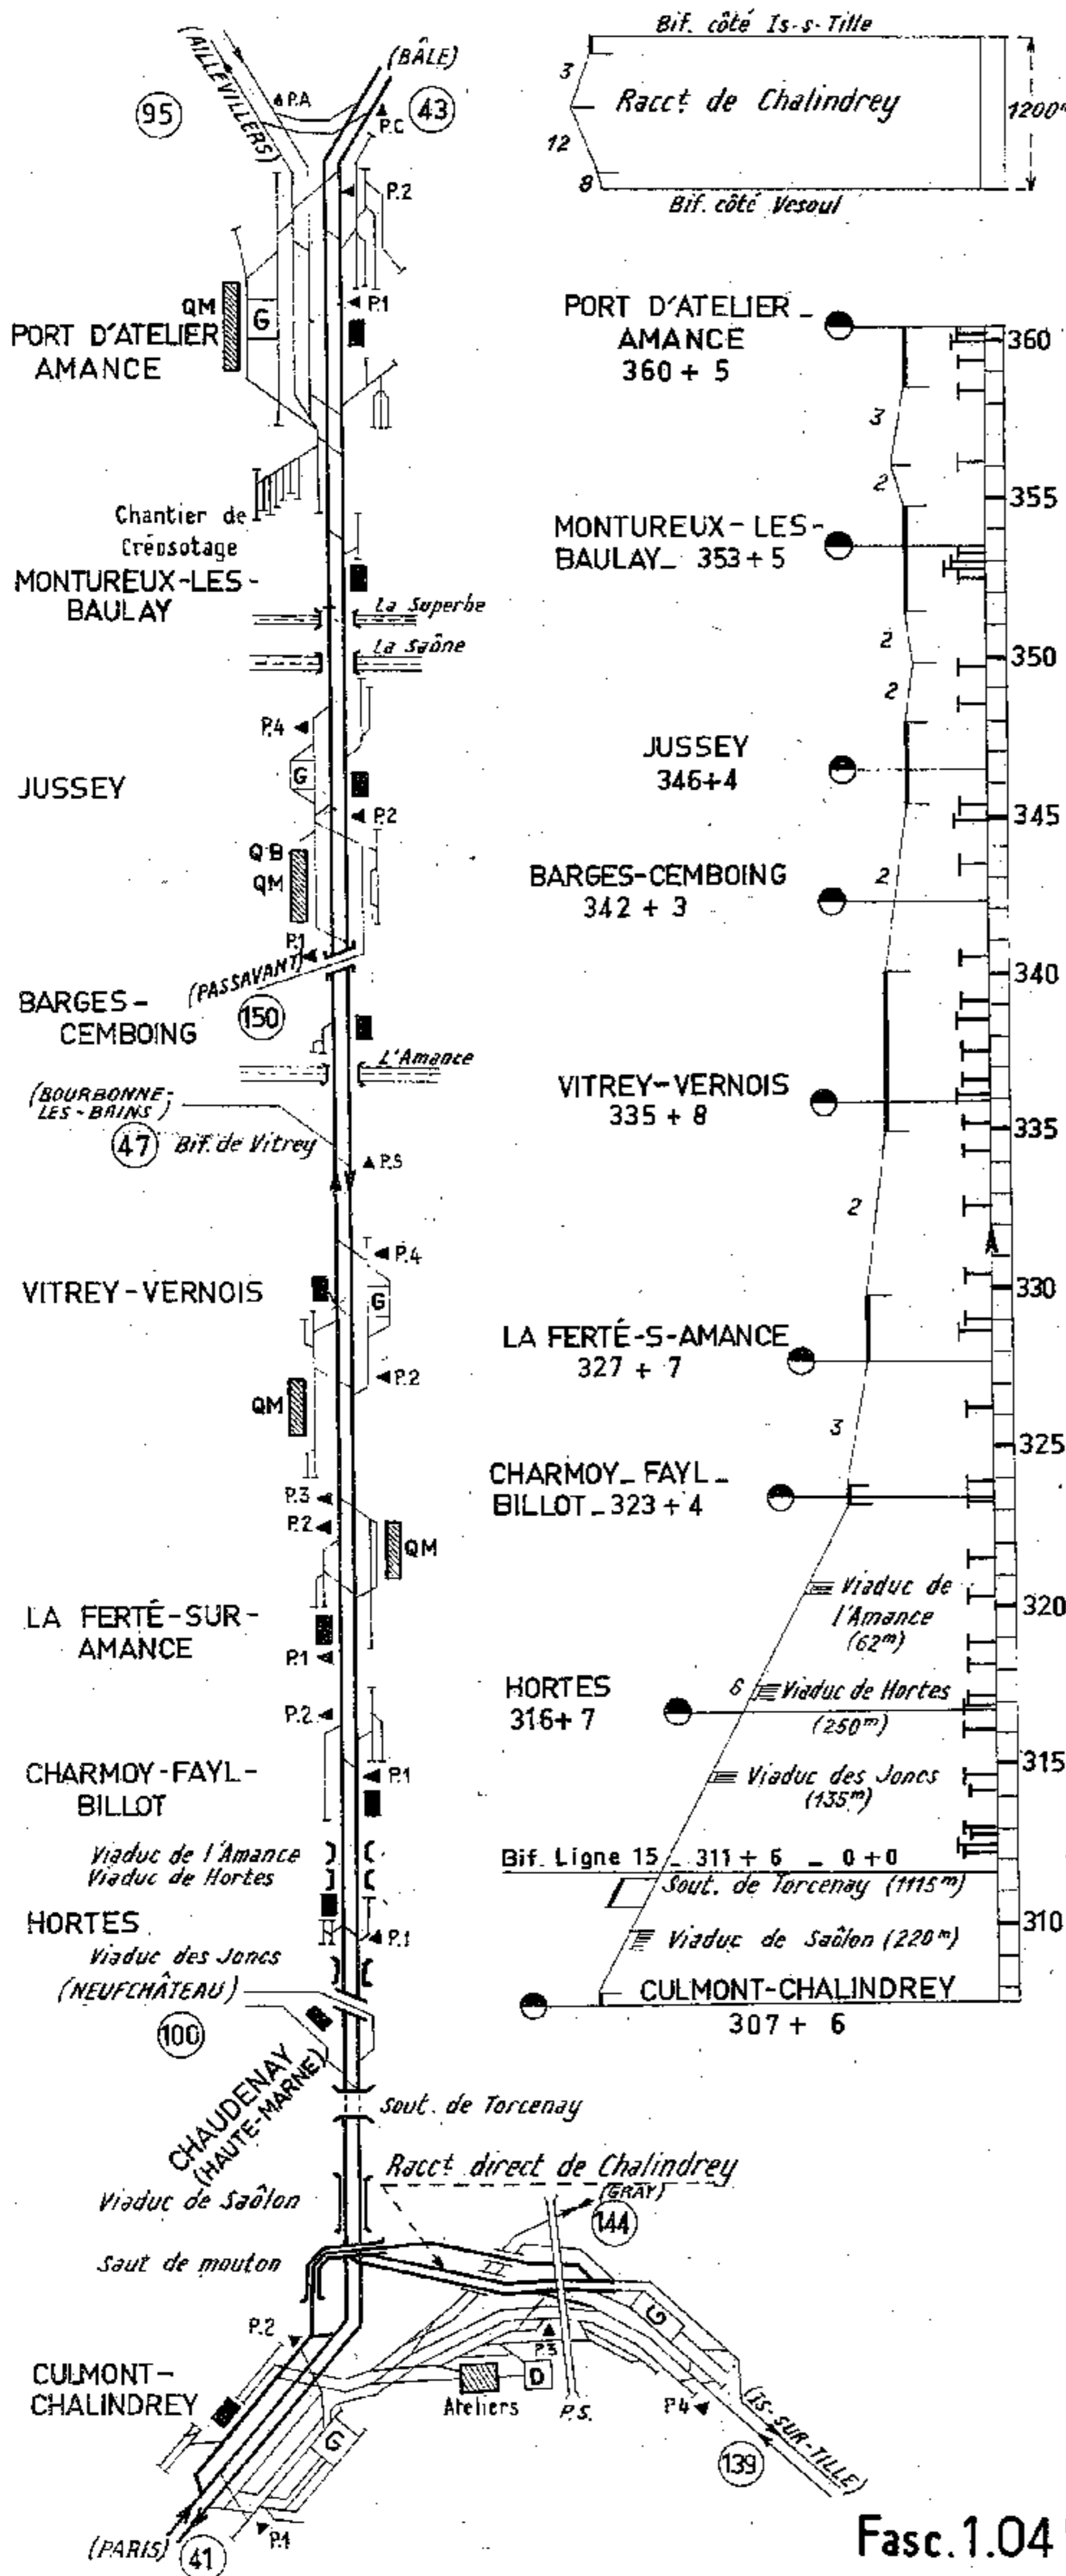 (BÂLE)
(AILLEVILLERS)
95
43
P.A
P.C
P.2
QM
G
P.1
PORT D'ATELIER
AMANCE
Chantier de
Créosotage
MONTUREUX-LES-
BAULAY
La Superbe
La Saône
P.4
G
JUSSEY
P.2
QB
QM
P.1
(PASSAVANT)
150
BARGES-
CEMBOING
L'Amance
(BOURBONNE-
LES-BAINS)
47
Bif. de Vitrey
P.5
P.4
VITREY-VERNOIS
G
P.2
QM
P.3
P.2
QM
LA FERTÉ-SUR-
AMANCE
P.1
P.2
CHARMOY-FAYL-
BILLOT
P.1
Viaduc de l'Amance
Viaduc de Hortes
HORTES
P.1
Viaduc des Joncs
(NEUFCHÂTEAU)
100
CHAUDENAY
(HAUTE-MARNE)
Sout. de Torcenay
Racct direct de Chalindrey
Viaduc de Saôlon
(GRAY)
144
Saut de mouton
P.2
G
P.3
CULMONT-
CHALINDREY
Ateliers
D
P.S.
P4
G
(IS-SUR-TILLE)
139
P.1
(PARIS)
41
Bif. côté Is-s-Tille
3
Racct de Chalindrey
1200m
12
8
Bif. côté Vesoul
PORT D'ATELIER_
AMANCE
360 + 5
360
3
2
355
MONTUREUX-LES-
BAULAY_ 353+5
2
350
2
JUSSEY
346+4
345
BARGES-CEMBOING
2
342 + 3
340
VITREY-VERNOIS
335 + 8
335
2
330
LA FERTÉ-S-AMANCE
327 + 7
3
325
CHARMOY_FAYL_
BILLOT_323+4
Viaduc de
l'Amance
(62m)
320
HORTES
316+7
6
Viaduc de Hortes
(250m)
315
Viaduc des Joncs
(135m)
Bif. Ligne 15 _ 311+6 _ 0+0
Sout. de Torcenay (1115m)
310
Viaduc de Saôlon (220m)
CULMONT-CHALINDREY
307 + 6
Fasc.1.04